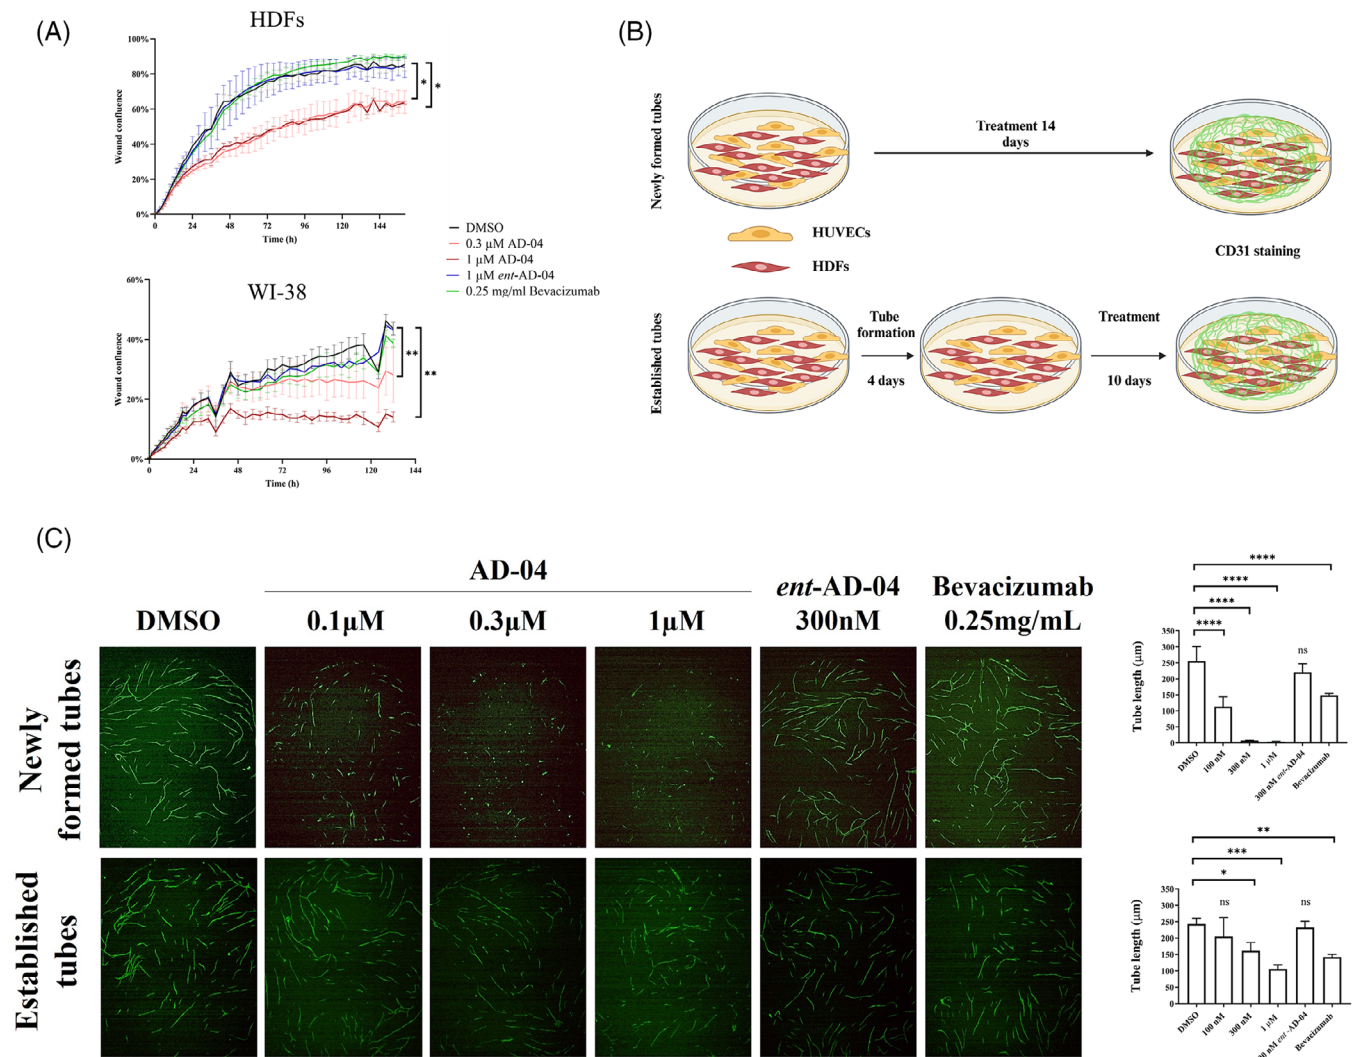 (A)
HDFs
100%
80%
60%
40%
20%
0%
Wound confluence
0 24 48 72 96 120 144
Time (h)
*
*
DMSO
0.3 μM AD-04
1 μM AD-04
1 μM ent-AD-04
0.25 mg/ml Bevacizumab
WI-38
60%
40%
20%
0%
Wound confluence
0 24 48 72 96 120 144
Time (h)
**
**
(B)
Newly formed tubes
Treatment 14
days
HUVECs
HDFs
CD31 staining
Established tubes
Tube
formation
4 days
Treatment
10 days
(C)
AD-04
DMSO
0.1μM
0.3μM
1μM
ent-AD-04
300nM
Bevacizumab
0.25mg/mL
Newly
formed tubes
Established
tubes
****
****
****
****
ns
350
300
250
200
150
100
50
0
Tube length (μm)
DMSO
100 nM
300 nM
1 μM
300 nM ent-AD-04
Bevacizumab
**
***
*
ns
ns
350
300
250
200
150
100
50
0
Tube length (μm)
DMSO
100 nM
300 nM
1 μM
00 nM ent-AD-04
Bevacizumab